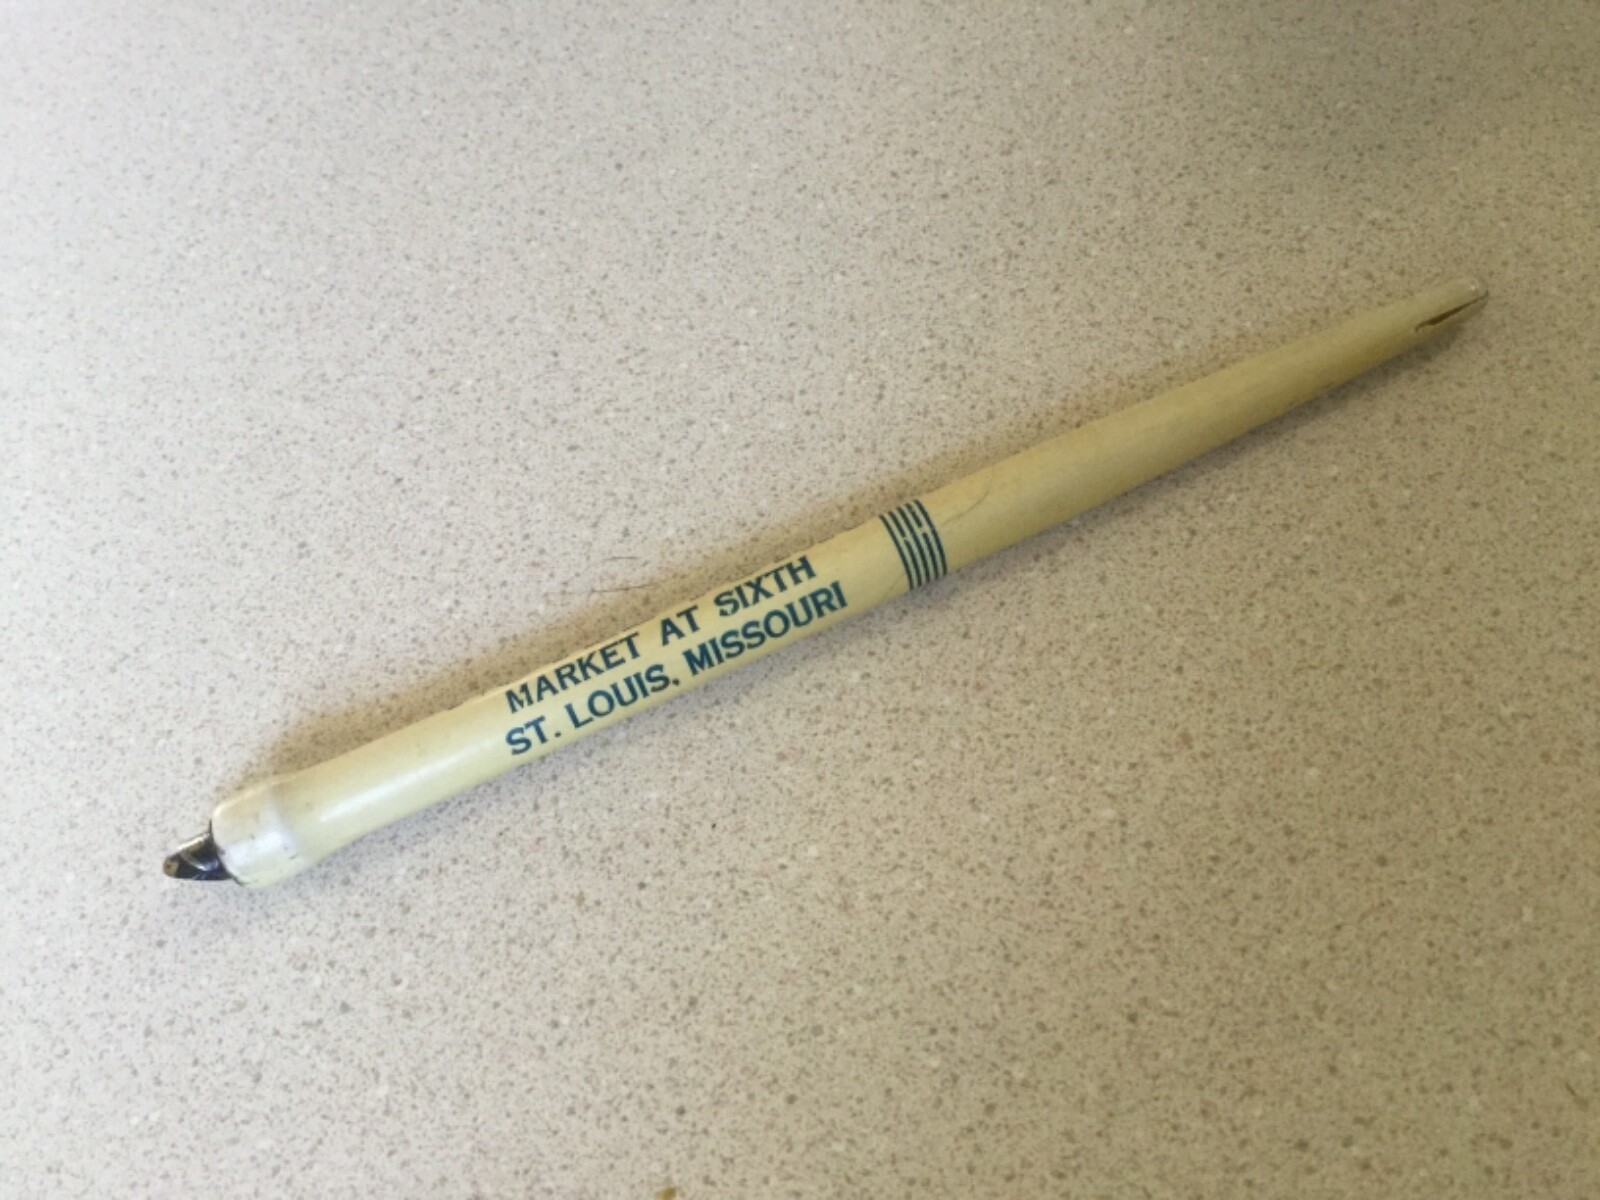 MARKET AT SIXTH
ST. LOUIS, MISSOURI